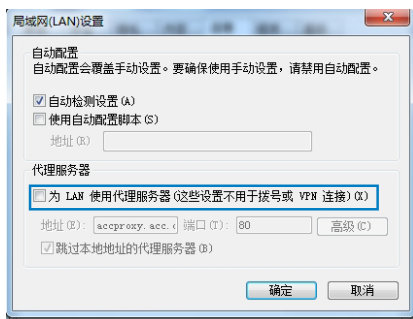 局域网(LAN)设置
自动配置
自动配置会覆盖手动设置。要确保使用手动设置，请禁用自动配置。
自动检测设置(A)
使用自动配置脚本(S)
地址(R)
代理服务器
为 LAN 使用代理服务器(这些设置不用于拨号或 VPN 连接)(X)
地址(E): accproxy.acc. 端口(T): 80 高级(C)
跳过本地地址的代理服务器(B)
确定 取消